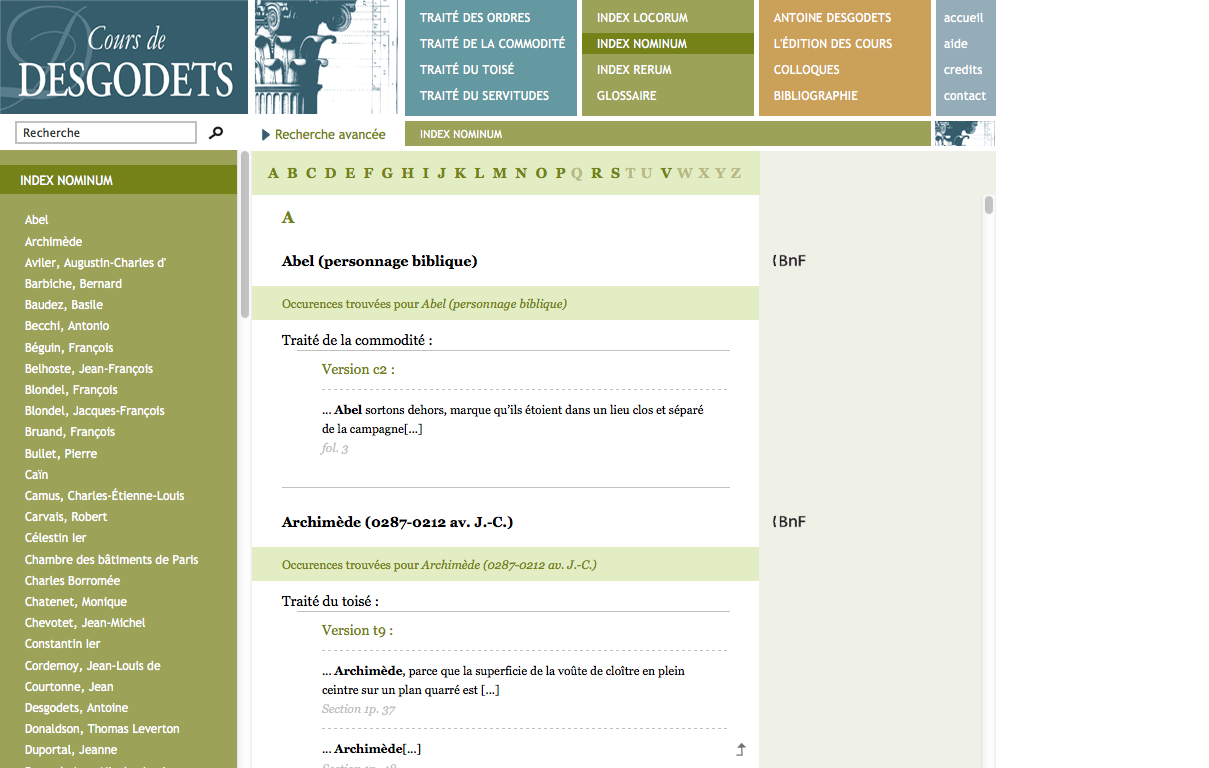 Cours de
DESGODETS
TRAITÉ DES ORDRES
TRAITÉ DE LA COMMODITÉ
TRAITÉ DU TOISÉ
TRAITÉ DU SERVITUDES
INDEX LOCORUM
INDEX NOMINUM
INDEX RERUM
GLOSSAIRE
ANTOINE DESGODETS
L'ÉDITION DES COURS
COLLOQUES
BIBLIOGRAPHIE
accueil
aide
credits
contact
Recherche
Recherche avancée
INDEX NOMINUM
INDEX NOMINUM
Abel
Archimède
Aviler, Augustin-Charles d'
Barbiche, Bernard
Baudez, Basile
Becchi, Antonio
Béguin, François
Belhoste, Jean-François
Blondel, François
Blondel, Jacques-François
Bruand, François
Bullet, Pierre
Caïn
Camus, Charles-Étienne-Louis
Carvais, Robert
Célestin Ier
Chambre des bâtiments de Paris
Charles Borromée
Chatenet, Monique
Chevotet, Jean-Michel
Constantin Ier
Cordemoy, Jean-Louis de
Courtonne, Jean
Desgodets, Antoine
Donaldson, Thomas Leverton
Duportal, Jeanne
A B C D E F G H I J K L M N O P Q R S T U V W X Y Z
A
Abel (personnage biblique)
{BnF
Occurences trouvées pour Abel (personnage biblique)
Traité de la commodité :
Version c2 :
... Abel sortons dehors, marque qu'ils étoient dans un lieu clos et séparé
de la campagne[...]
fol. 3
Archimède (0287-0212 av. J.-C.)
{BnF
Occurences trouvées pour Archimède (0287-0212 av. J.-C.)
Traité du toisé :
Version t9 :
... Archimède, parce que la superficie de la voûte de cloître en plein
ceintre sur un plan quarré est [...]
Section 1p. 37
... Archimède[...]